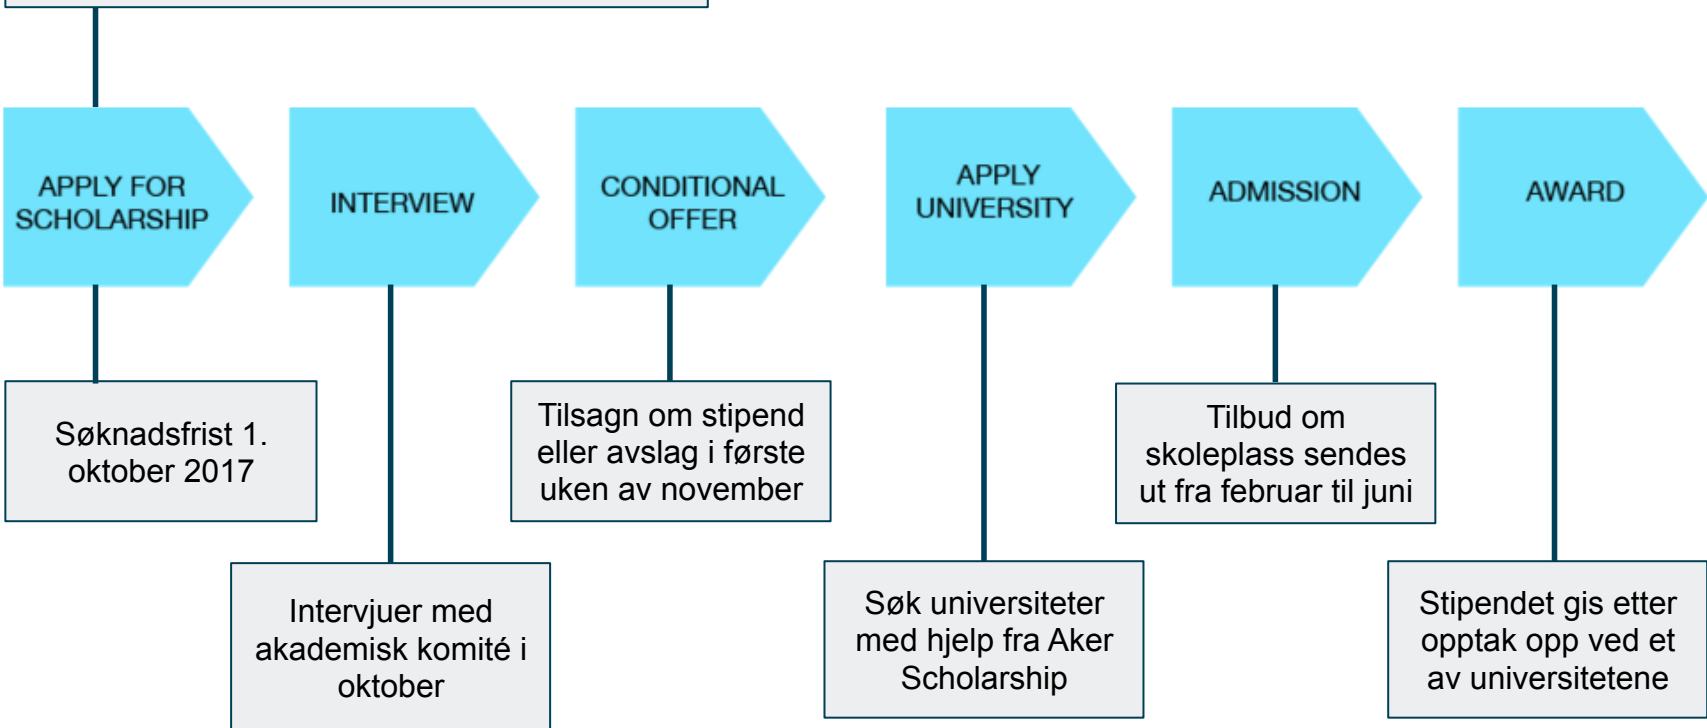 APPLY FOR
SCHOLARSHIP
INTERVIEW
CONDITIONAL
OFFER
APPLY
UNIVERSITY
ADMISSION
AWARD
Søknadsfrist 1.
oktober 2017
Tilsagn om stipend
eller avslag i første
uken av november
Tilbud om
skoleplass sendes
ut fra februar til juni
Intervjuer med
akademisk komité i
oktober
Søk universiteter
med hjelp fra Aker
Scholarship
Stipendet gis etter
opptak opp ved et
av universitetene